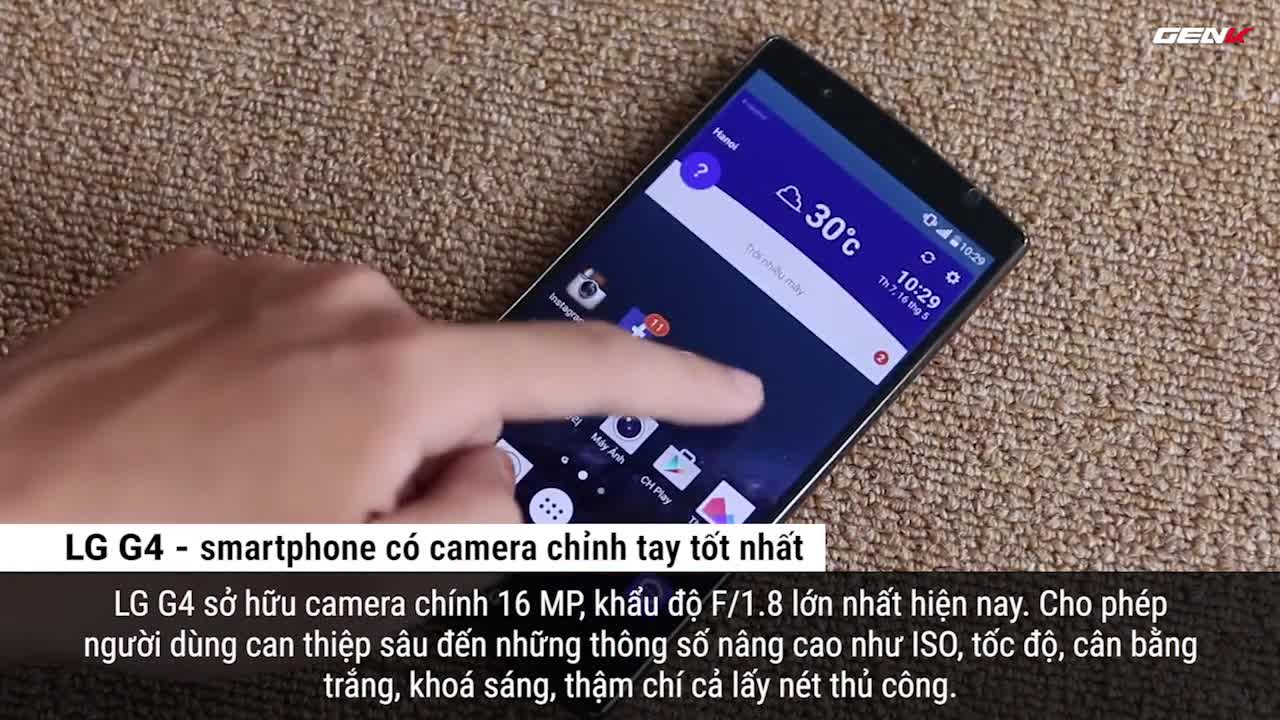 GENK
Hanoi
?
30°C
10:29
10:29
Th 7, 16 thg 5
Trời nhiều mây
2
Instagram
11
Máy Ảnh
CH Play
G
LG G4 - smartphone có camera chỉnh tay tốt nhất
LG G4 sở hữu camera chính 16 MP, khẩu độ F/1.8 lớn nhất hiện nay. Cho phép
người dùng can thiệp sâu đến những thông số nâng cao như ISO, tốc độ, cân bằng
trắng, khoá sáng, thậm chí cả lấy nét thủ công.